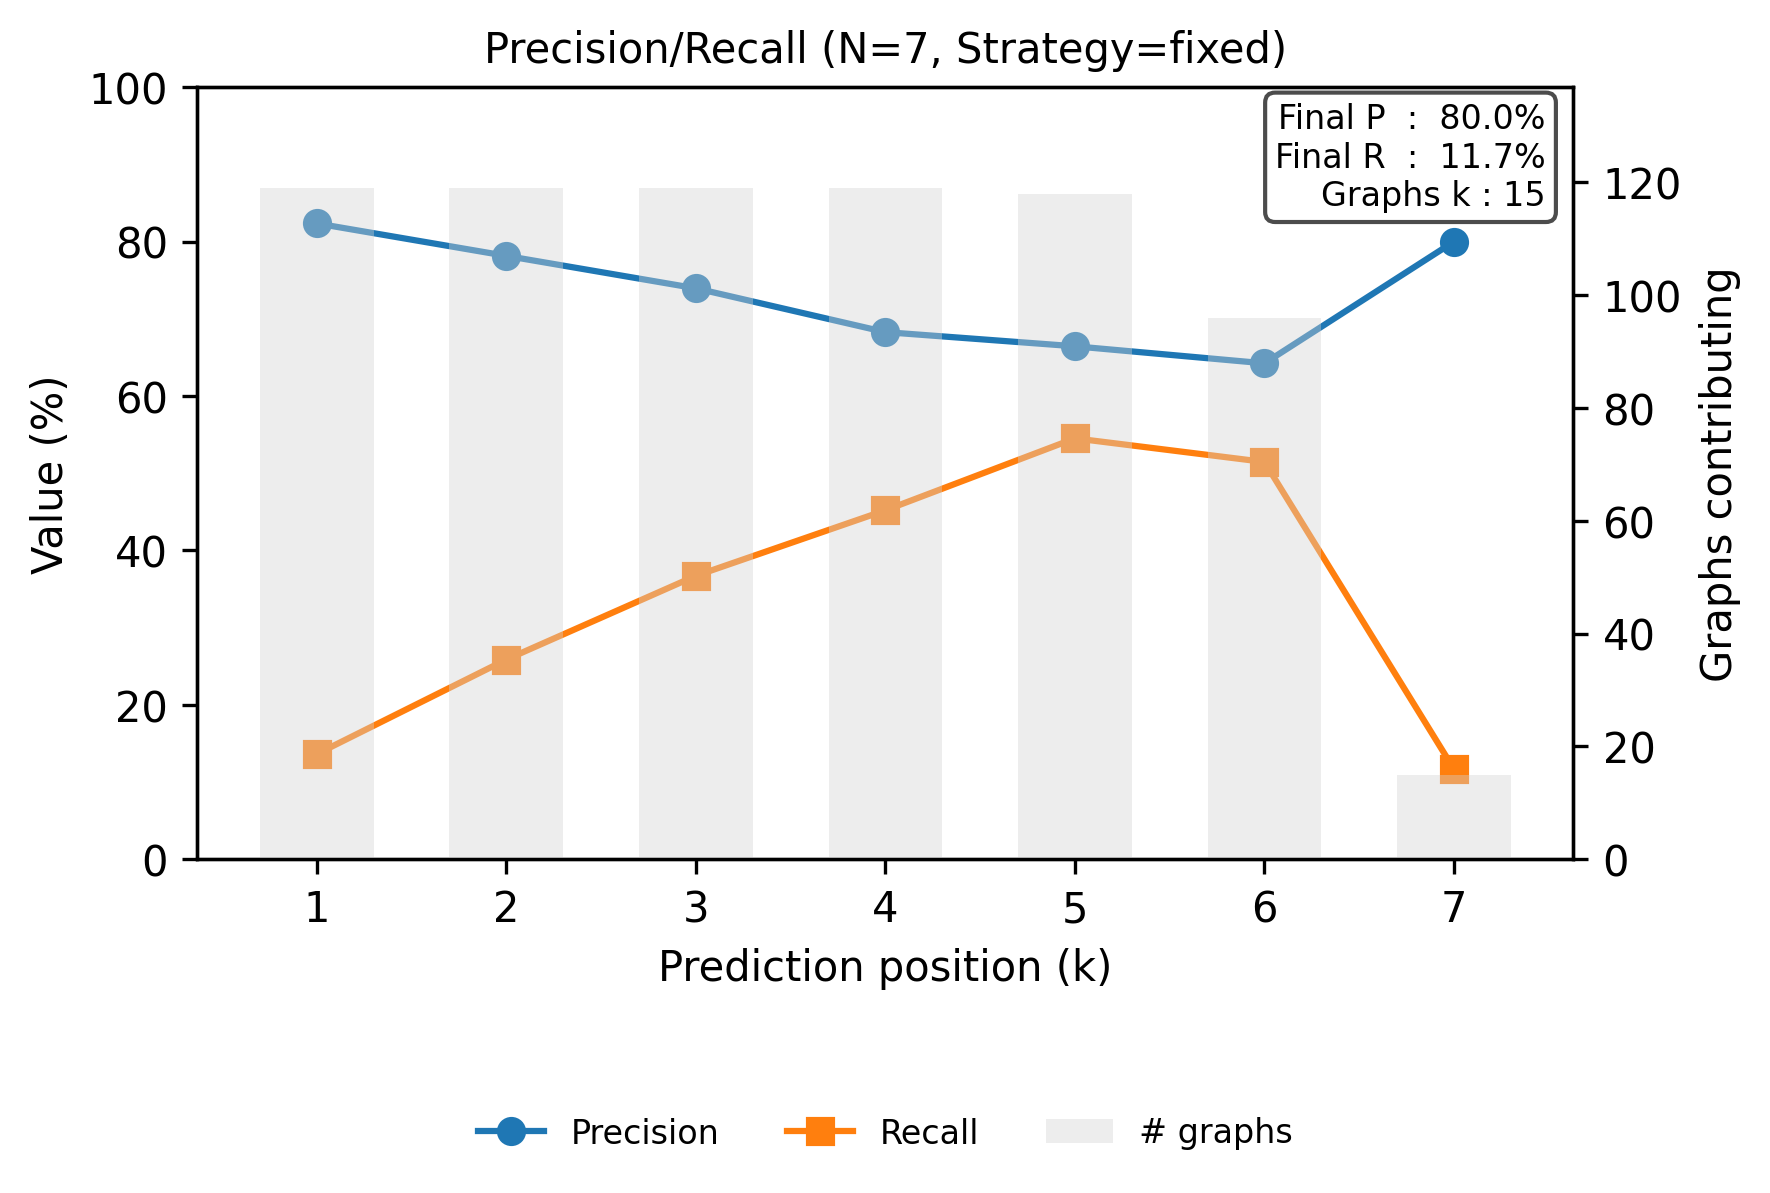 Precision/Recall (N=7, Strategy=fixed)
Final P : 80.0%
Final R : 11.7%
Graphs k : 15
Value (%)
100
80
60
40
20
0
120
100
80
60
40
20
0
Graphs contributing
1 2 3 4 5 6 7
Prediction position (k)
Precision Recall # graphs